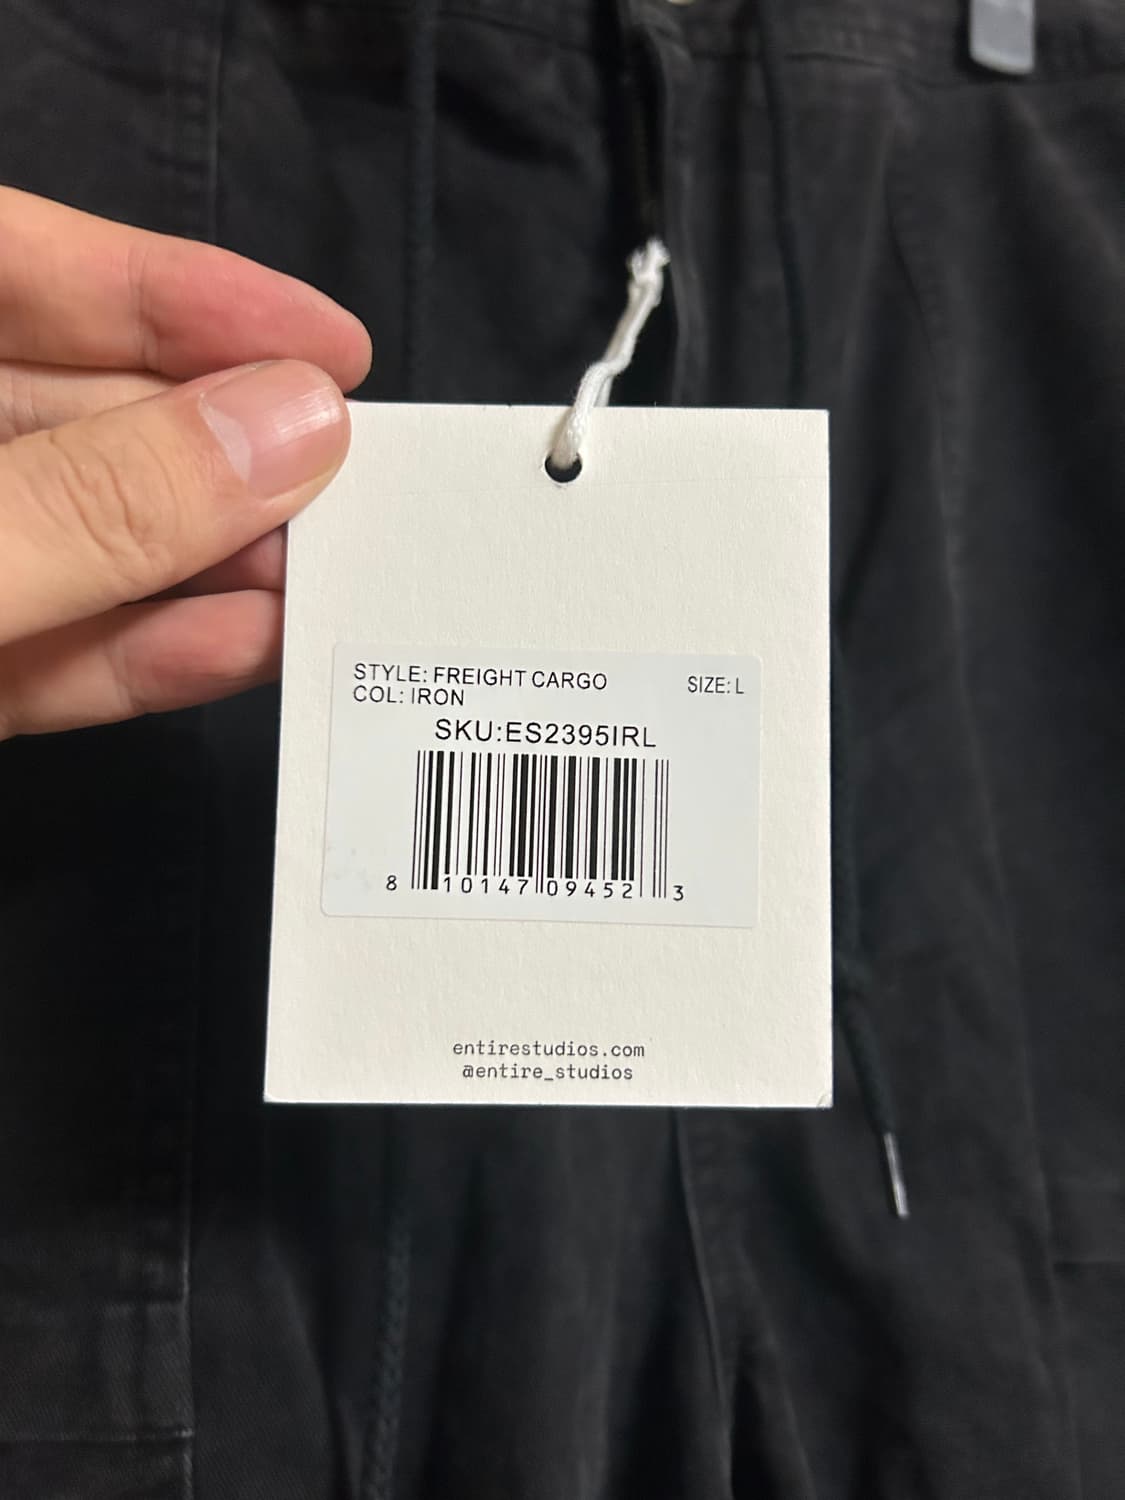 STYLE: FREIGHT CARGO
SIZE: L
COL: IRON
SKU:ES2395IRL
8 10147 09452 3
entirestudios.com
@entire_studios